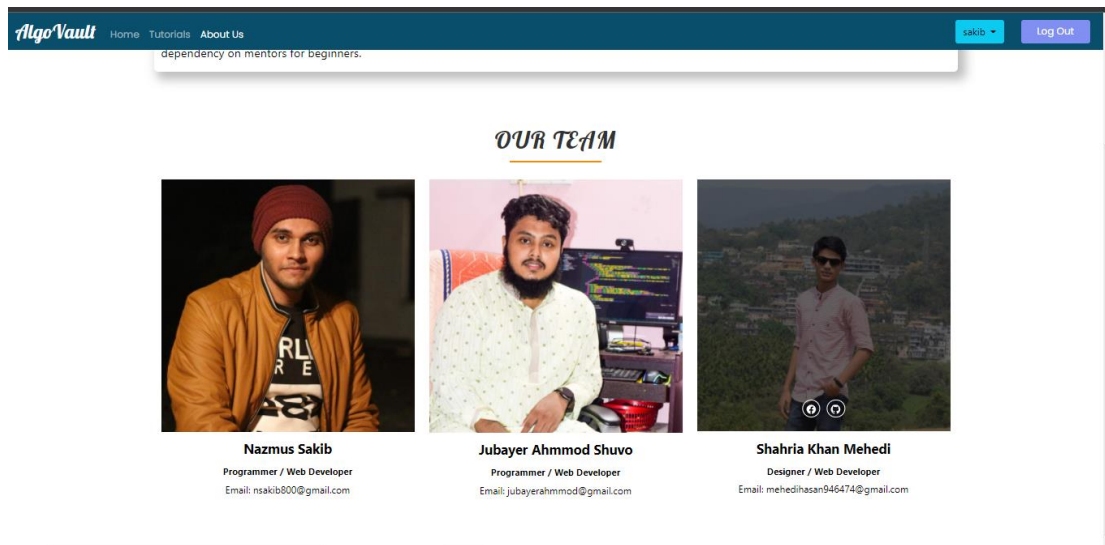 AlgoVault Home Tutorials About Us sakib Log Out
dependency on mentors for beginners.
OUR TEAM
RL
R E
Nazmus Sakib Jubayer Ahmmod Shuvo Shahria Khan Mehedi
Programmer / Web Developer Programmer / Web Developer Designer / Web Developer
Email: nsakib800@gmail.com Email: jubayerahmmod@gmail.com Email: mehedihasan946474@gmail.com